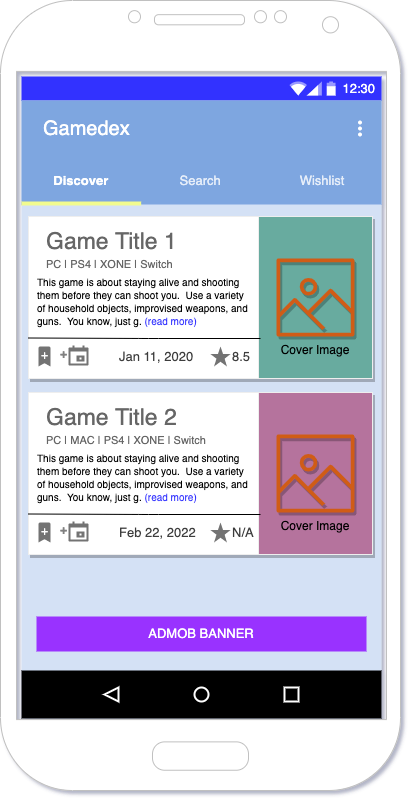 12:30
Gamedex
Discover Search Wishlist
Game Title 1
PC | PS4 | XONE | Switch
This game is about staying alive and shooting
them before they can shoot you. Use a variety
of household objects, improvised weapons, and
guns. You know, just g. (read more)
Jan 11, 2020 8.5
Cover Image
Game Title 2
PC | MAC | PS4 | XONE | Switch
This game is about staying alive and shooting
them before they can shoot you. Use a variety
of household objects, improvised weapons, and
guns. You know, just g. (read more)
Feb 22, 2022 N/A
Cover Image
ADMOB BANNER